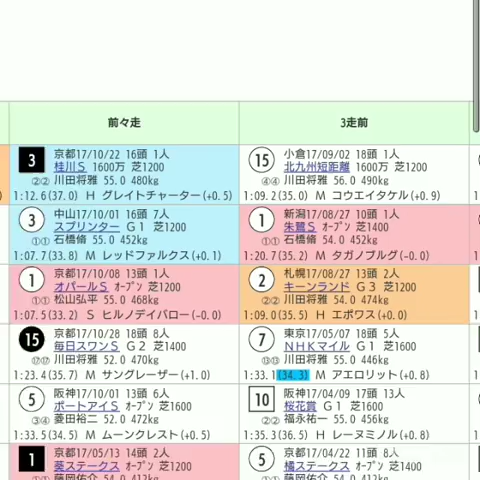 前々走
3走前
3 京都17/10/22 16頭 1人
桂川S 1600万 芝1200
②② 川田将雅 55.0 480kg
1:12.6(37.0) H グレイトチャーター(+0.5)
15 小倉17/09/02 18頭 1人
北九州短距離 1600万 芝1200
④④ 川田将雅 56.0 490kg
1:09.2(35.0) M コウエイタケル(+0.9)
3 中山17/10/01 16頭 7人
スプリンター G1 芝1200
①① 石橋脩 55.0 452kg
1:07.7(33.8) M レッドファルクス(+0.1)
1 新潟17/08/27 10頭 1人
朱鷺S オープン 芝1400
①① 石橋脩 54.0 452kg
1:20.7(35.2) M タガノブルグ(-0.0)
1 京都17/10/08 13頭 1人
オパールS オープン 芝1200
①① 松山弘平 55.0 468kg
1:07.5(33.2) S ヒルノデイバロー(-0.0)
2 札幌17/08/27 13頭 2人
キーンランド G3 芝1200
②② 川田将雅 54.0 474kg
1:09.0(35.5) H エポワス(+0.0)
15 京都17/10/28 18頭 8人
毎日スワンS G2 芝1400
⑰⑰ 川田将雅 52.0 470kg
1:23.4(35.7) M サングレーザー(+1.0)
7 東京17/05/07 18頭 5人
NHKマイル G1 芝1600
⑬⑬ 川田将雅 55.0 446kg
1:33.1(34.3) M アエロリット(+0.8)
5 阪神17/10/01 13頭 6人
ポートアイS オープン 芝1600
③④ 菱田裕二 52.0 472kg
1:33.5(34.5) M ムーンクレスト(+0.5)
10 阪神17/04/09 17頭 13人
桜花賞 G1 芝1600
②② 福永祐一 55.0 456kg
1:35.3(36.5) H レーヌミノル(+0.8)
1 京都17/05/13 14頭 2人
葵ステークス オープン 芝1200
5 京都17/04/22 11頭 8人
橘ステークス オープン 芝1400